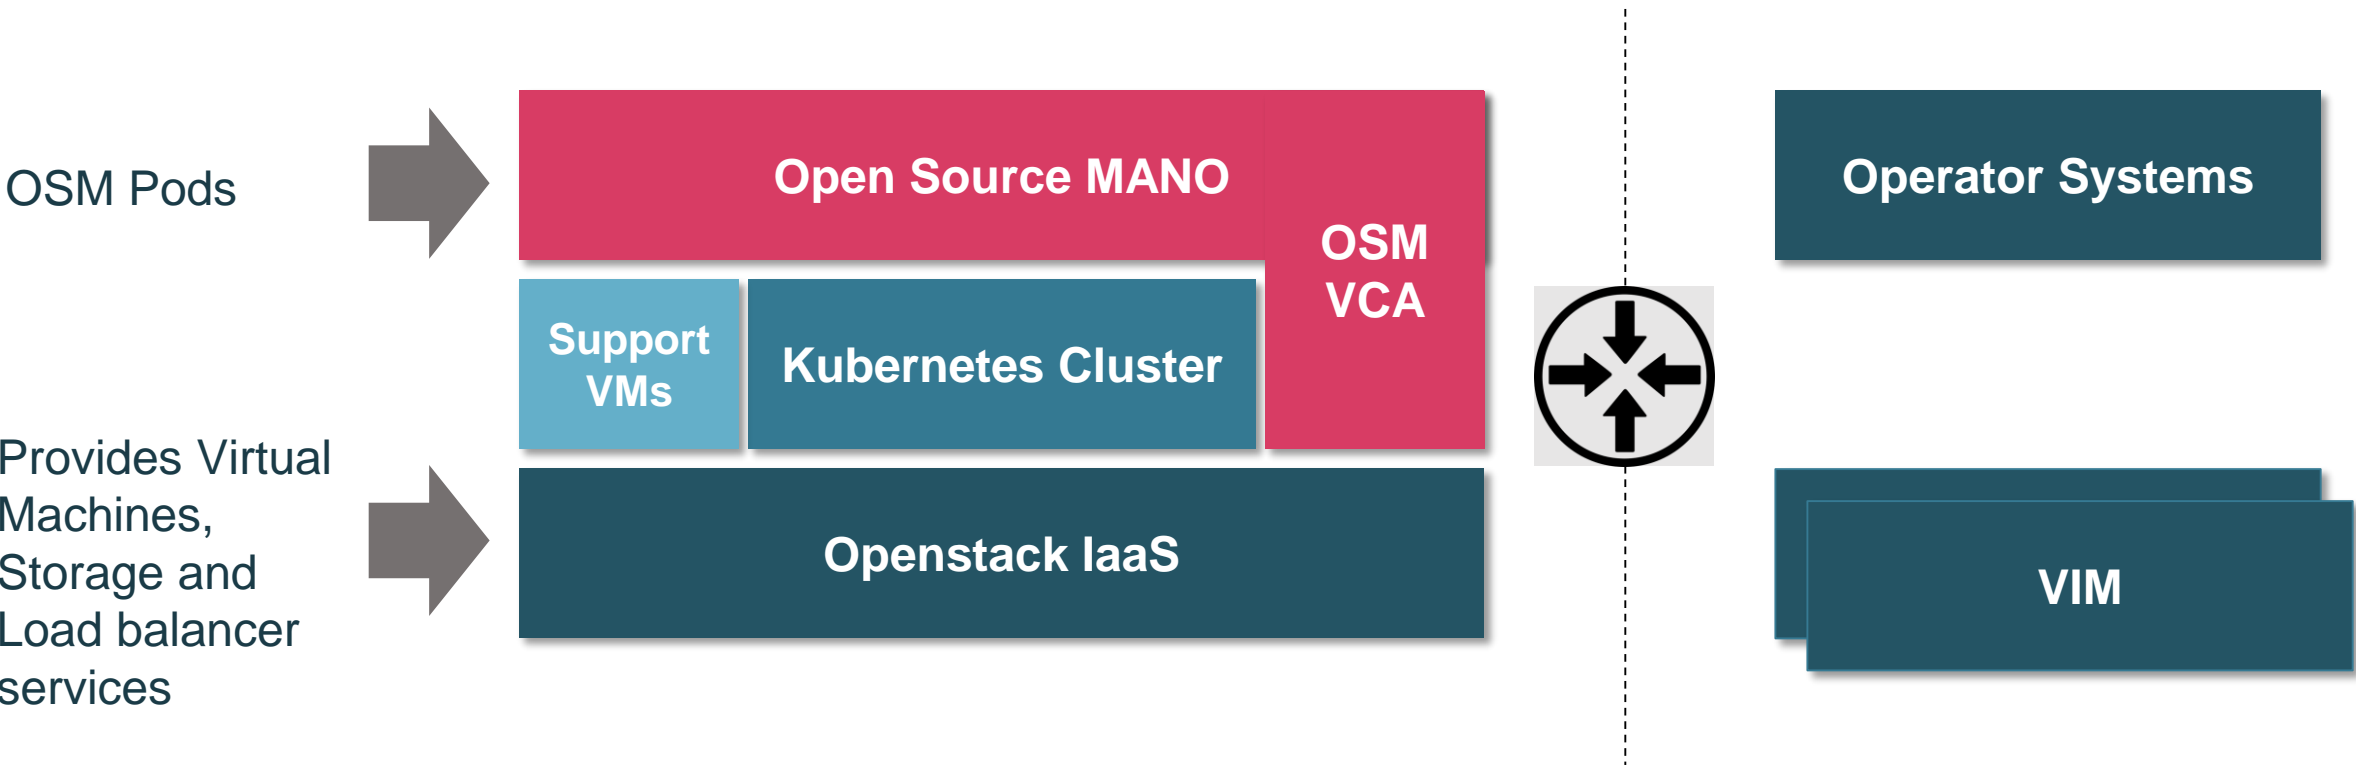 OSM Pods
Open Source MANO
OSM
VCA
Operator Systems
Support
VMs
Kubernetes Cluster
Provides Virtual
Machines,
Storage and
Load balancer
services
Openstack IaaS
VIM